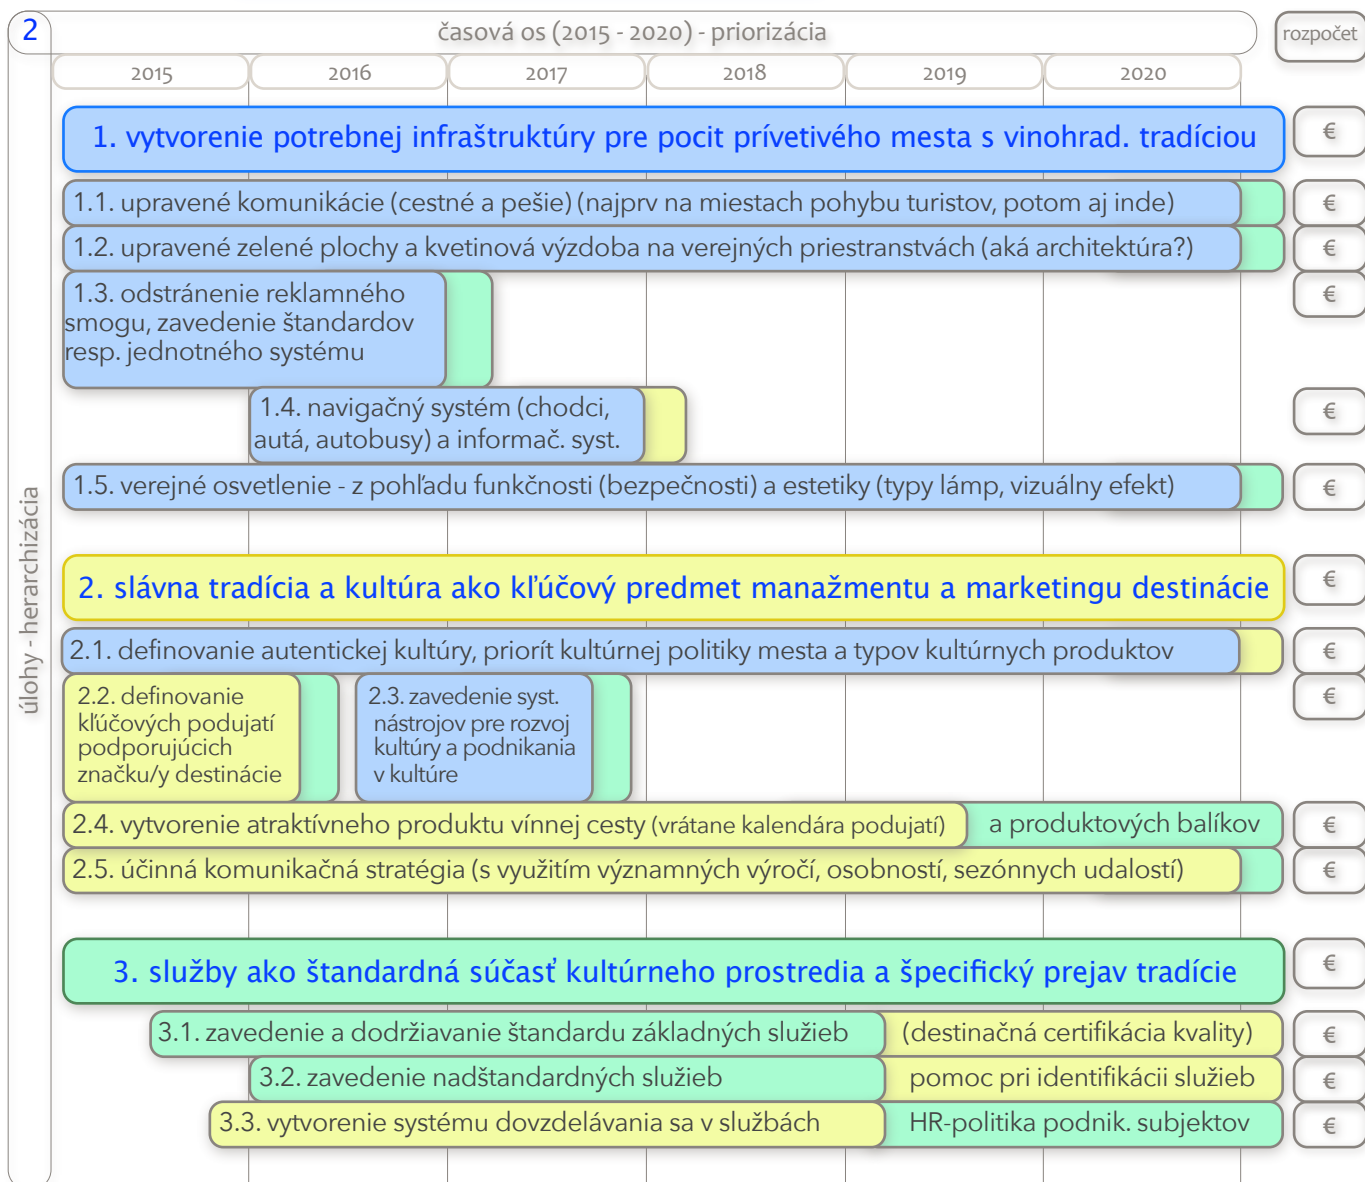 2
časová os (2015 - 2020) - priorizácia
rozpočet
2015
2016
2017
2018
2019
2020
úlohy - herarchizácia
1. vytvorenie potrebnej infraštruktúry pre pocit prívetivého mesta s vinohrad. tradíciou
€
1.1. upravené komunikácie (cestné a pešie) (najprv na miestach pohybu turistov, potom aj inde)
€
1.2. upravené zelené plochy a kvetinová výzdoba na verejných priestranstvách (aká architektúra?)
€
1.3. odstránenie reklamného
smogu, zavedenie štandardov
resp. jednotného systému
€
1.4. navigačný systém (chodci,
autá, autobusy) a informač. syst.
€
1.5. verejné osvetlenie - z pohľadu funkčnosti (bezpečnosti) a estetiky (typy lámp, vizuálny efekt)
€
2. slávna tradícia a kultúra ako kľúčový predmet manažmentu a marketingu destinácie
€
2.1. definovanie autentickej kultúry, priorít kultúrnej politiky mesta a typov kultúrnych produktov
€
2.2. definovanie
kľúčových podujatí
podporujúcich
značku/y destinácie
2.3. zavedenie syst.
nástrojov pre rozvoj
kultúry a podnikania
v kultúre
€
2.4. vytvorenie atraktívneho produktu vínnej cesty (vrátane kalendára podujatí) a produktových balíkov
€
2.5. účinná komunikačná stratégia (s využitím významných výročí, osobností, sezónnych udalostí)
€
3. služby ako štandardná súčasť kultúrneho prostredia a špecifický prejav tradície
€
3.1. zavedenie a dodržiavanie štandardu základných služieb (destinačná certifikácia kvality)
€
3.2. zavedenie nadštandardných služieb pomoc pri identifikácii služieb
€
3.3. vytvorenie systému dovzdelávania sa v službách HR-politika podnik. subjektov
€